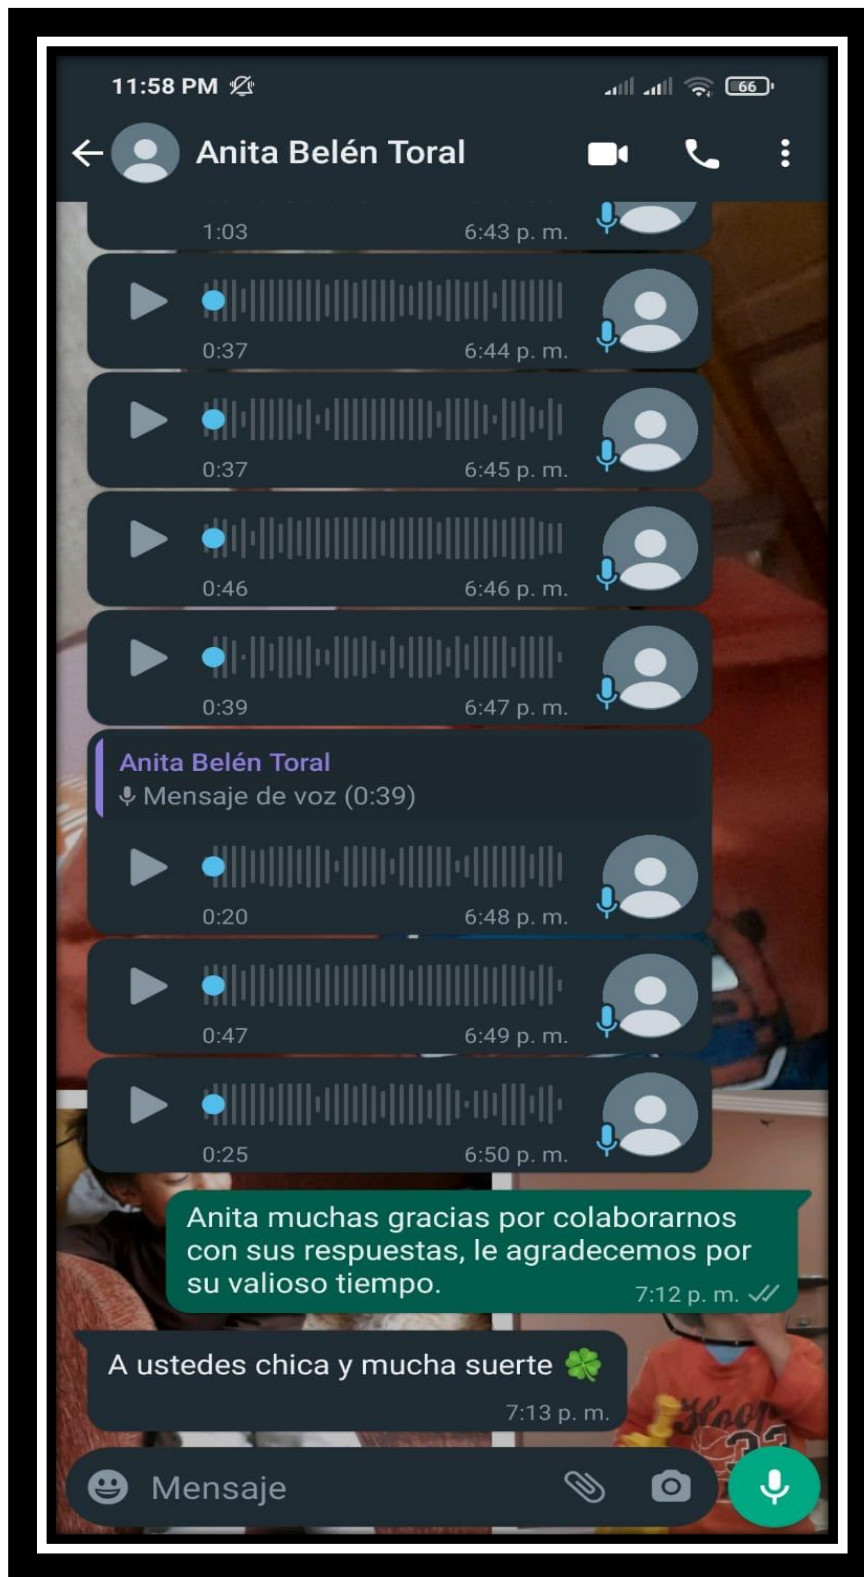 11:58 PM
66
Anita Belén Toral
1:03 6:43 p. m.
0:37 6:44 p. m.
0:37 6:45 p. m.
0:46 6:46 p. m.
0:39 6:47 p. m.
Anita Belén Toral
Mensaje de voz (0:39)
0:20 6:48 p. m.
0:47 6:49 p. m.
0:25 6:50 p. m.
Anita muchas gracias por colaborarnos
con sus respuestas, le agradecemos por
su valioso tiempo.
7:12 p. m.
A ustedes chica y mucha suerte 🍀
7:13 p. m.
Hoop
33
Mensaje